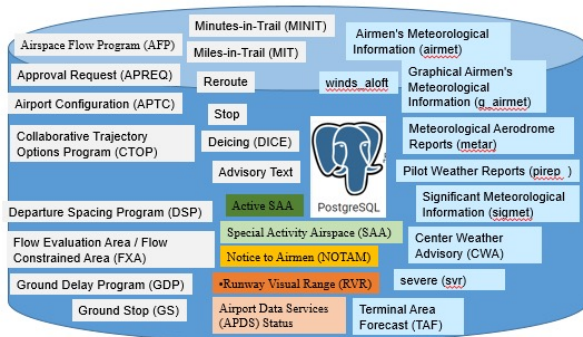 Airspace Flow Program (AFP)
Approval Request (APREQ)
Airport Configuration (APTC)
Collaborative Trajectory
Options Program (CTOP)
Departure Spacing Program (DSP)
Flow Evaluation Area / Flow
Constrained Area (FXA)
Ground Delay Program (GDP)
Ground Stop (GS)
Minutes-in-Trail (MINIT)
Miles-in-Trail (MIT)
Reroute
Stop
Deicing (DICE)
Advisory Text
Active SAA
Special Activity Airspace (SAA)
Notice to Airmen (NOTAM)
•Runway Visual Range (RVR)
Airport Data Services
(APDS) Status
PostgreSQL
Airmen's Meteorological
Information (airmet)
winds_aloft
Graphical Airmen's
Meteorological
Information (g_airmet)
Meteorological Aerodrome
Reports (metar)
Pilot Weather Reports (pirep )
Significant Meteorological
Information (sigmet)
Center Weather
Advisory (CWA)
severe (svr)
Terminal Area
Forecast (TAF)